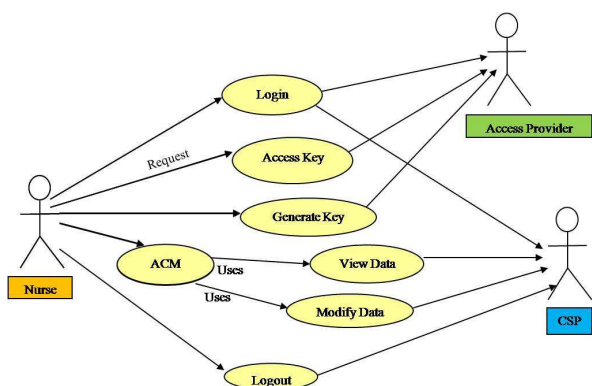 Login
Access Provider
Request
Access Key
Generate Key
ACM
Uses
View Data
Nurse
Uses
Modify Data
CSP
Logout